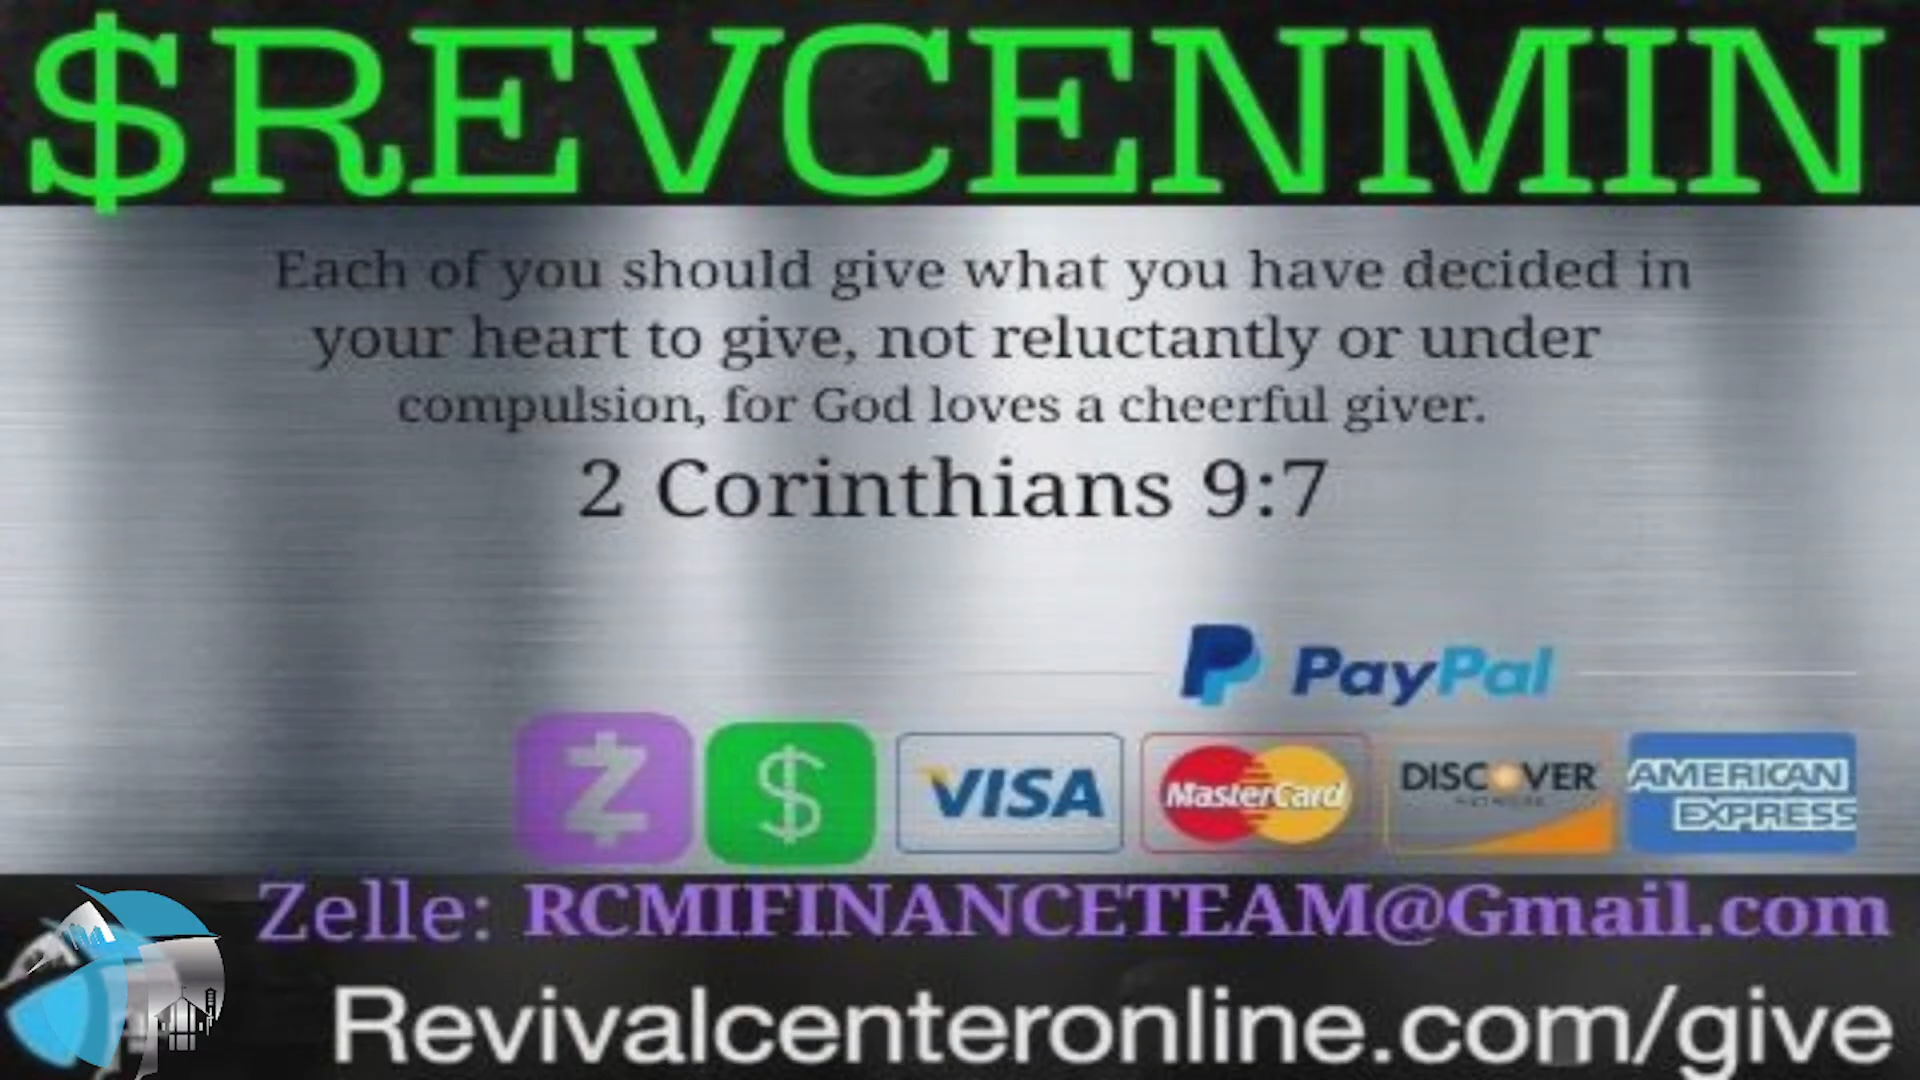 $REVCENMIN
Each of you should give what you have decided in
your heart to give, not reluctantly or under
compulsion, for God loves a cheerful giver.
2 Corinthians 9:7
PayPal
VISA
MasterCard
DISCOVER
AMERICAN
EXPRESS
Zelle: RCMIFINANCETEAM@Gmail.com
Revivalcenteronline.com/give